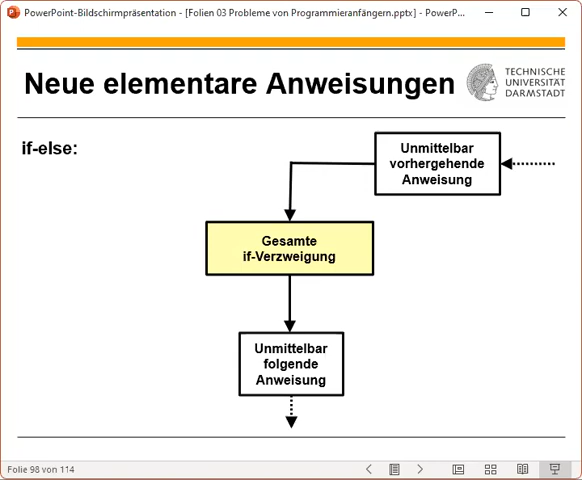 PowerPoint-Bildschirmpräsentation - [Folien 03 Probleme von Programmieranfängern.pptx] - PowerP...
Neue elementare Anweisungen
TECHNISCHE
UNIVERSITÄT
DARMSTADT
if-else:
Unmittelbar
vorhergehende
Anweisung
Gesamte
if-Verzweigung
Unmittelbar
folgende
Anweisung
Folie 98 von 114